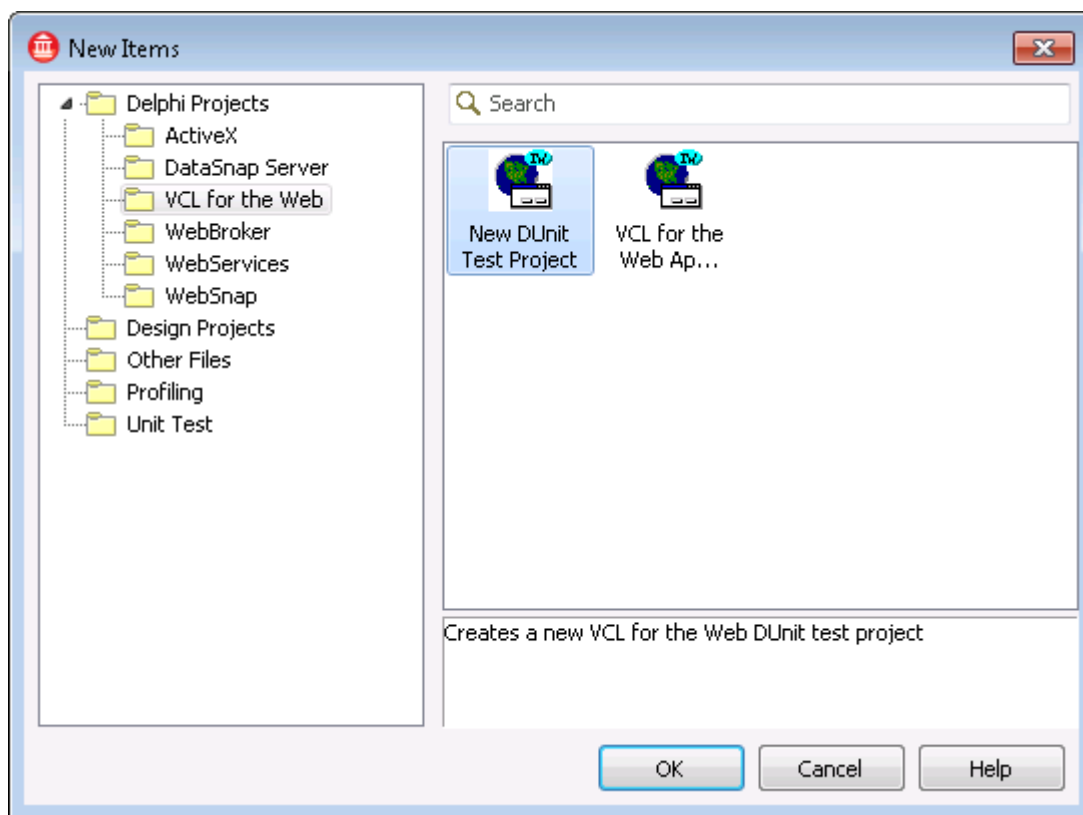 New Items
Delphi Projects
ActiveX
DataSnap Server
VCL for the Web
WebBroker
WebServices
WebSnap
Design Projects
Other Files
Profiling
Unit Test
Search
IW
New DUnit
Test Project
IW
VCL for the
Web Ap...
Creates a new VCL for the Web DUnit test project
OK
Cancel
Help